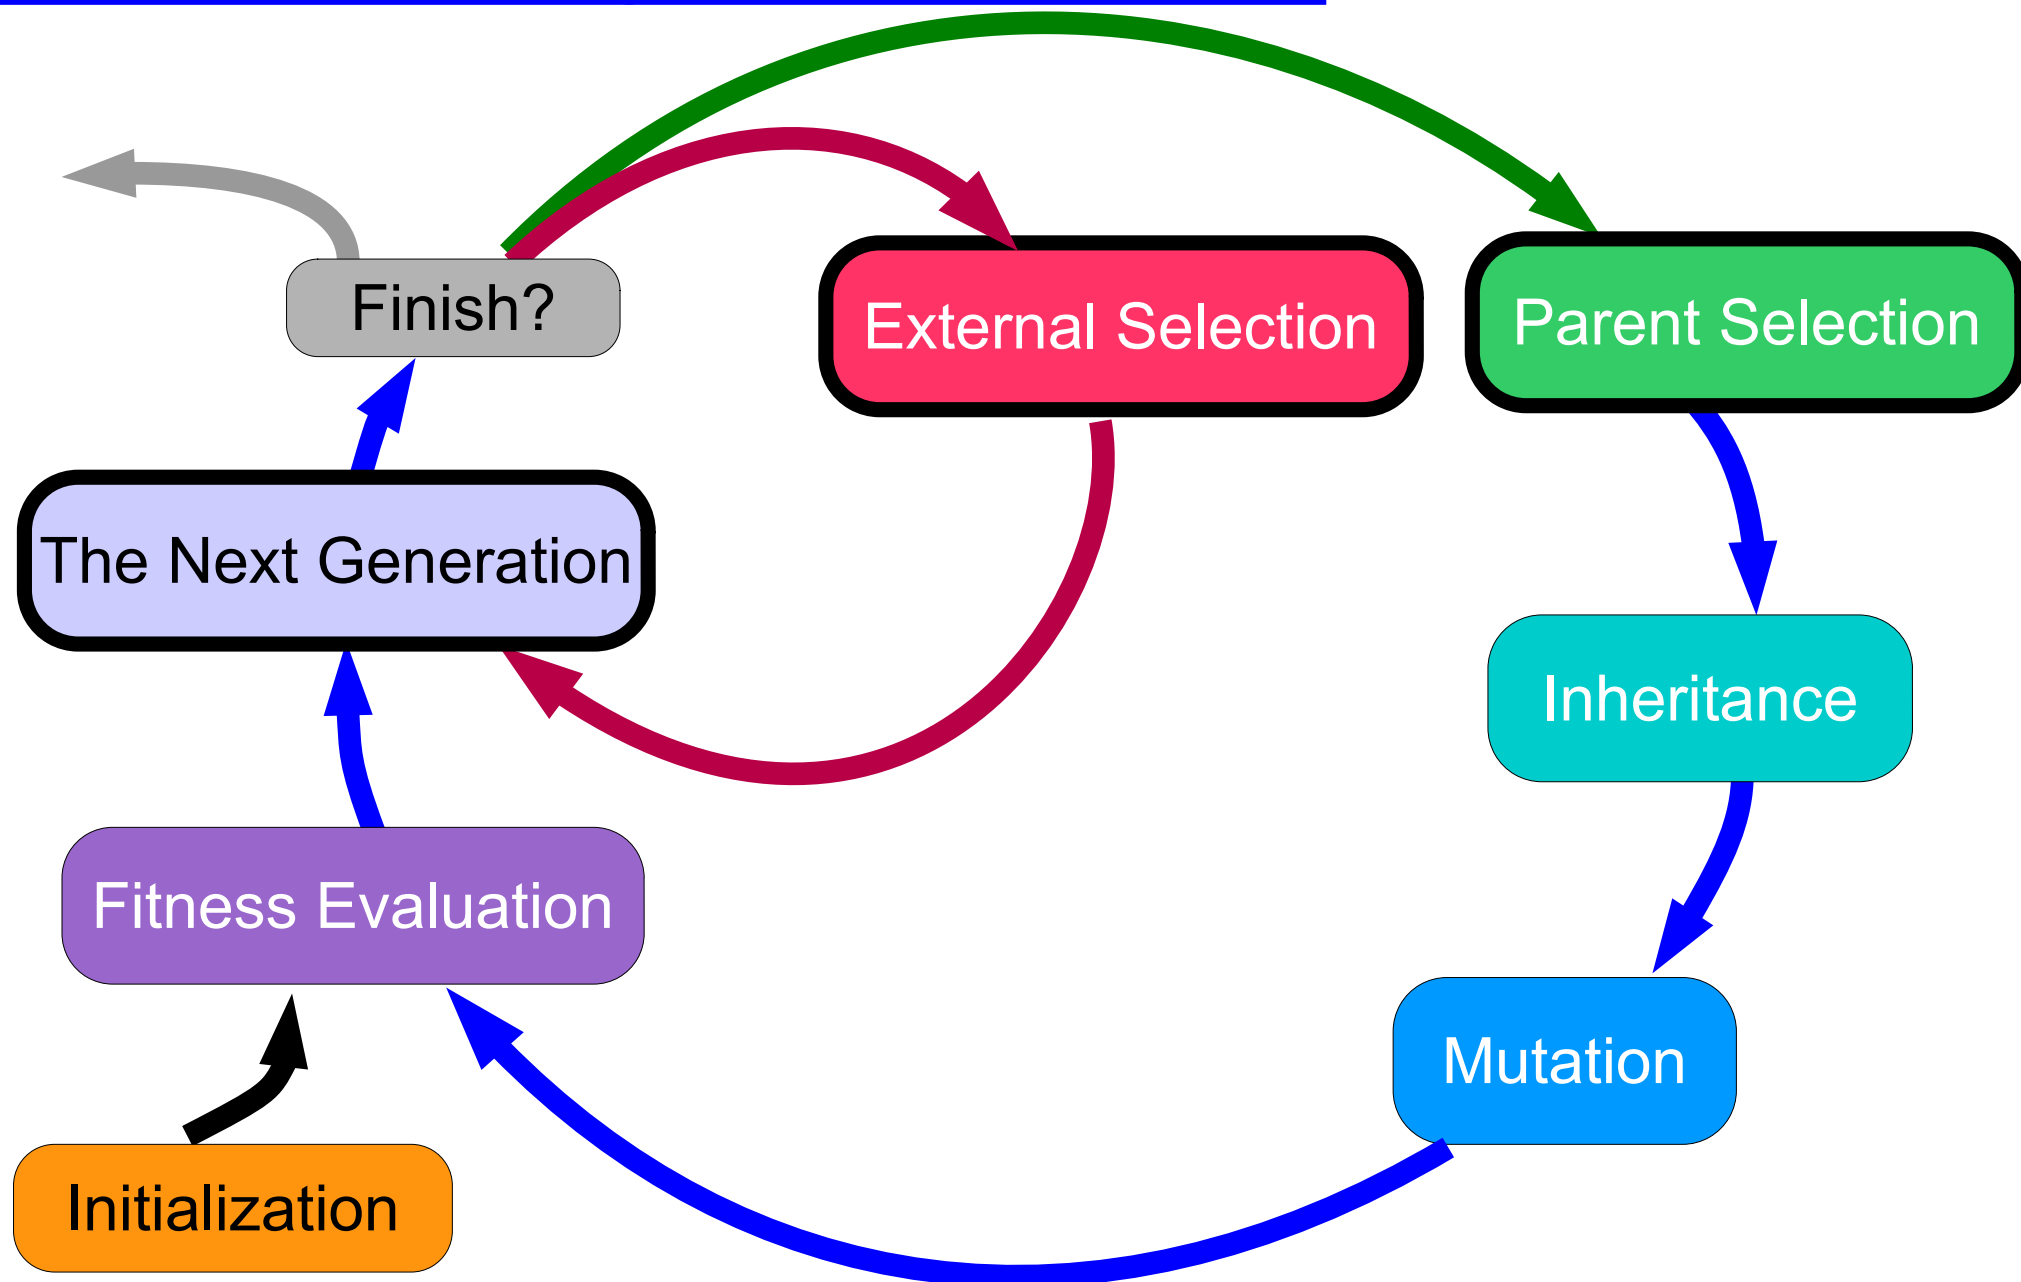 Finish?
External Selection
Parent Selection
The Next Generation
Inheritance
Fitness Evaluation
Mutation
Initialization